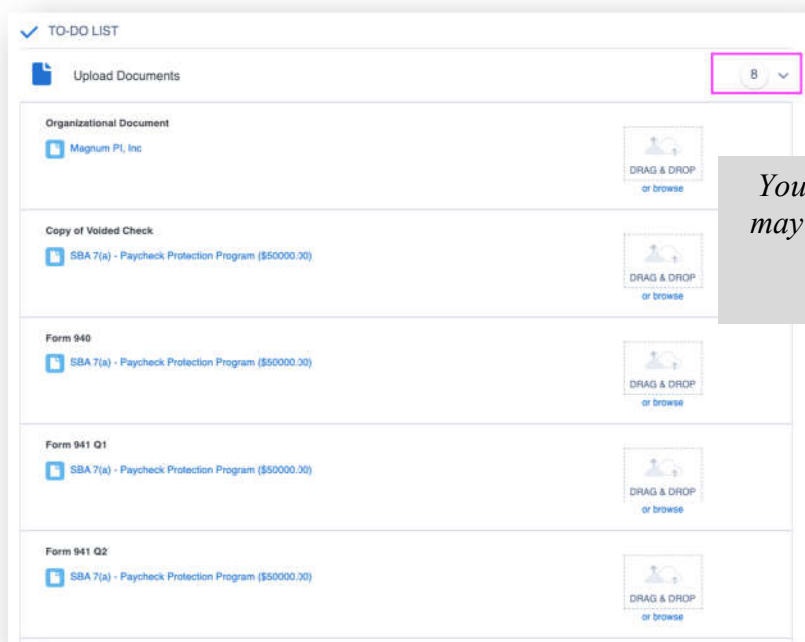 TO-DO LIST
Upload Documents
8
Organizational Document
Magnum PI, Inc
DRAG & DROP
or browse
You
may
Copy of Voided Check
SBA 7(a) - Paycheck Protection Program ($50000.00)
DRAG & DROP
or browse
Form 940
SBA 7(a) - Paycheck Protection Program ($50000.00)
DRAG & DROP
or browse
Form 941 Q1
SBA 7(a) - Paycheck Protection Program ($50000.00)
DRAG & DROP
or browse
Form 941 Q2
SBA 7(a) - Paycheck Protection Program ($50000.00)
DRAG & DROP
or browse